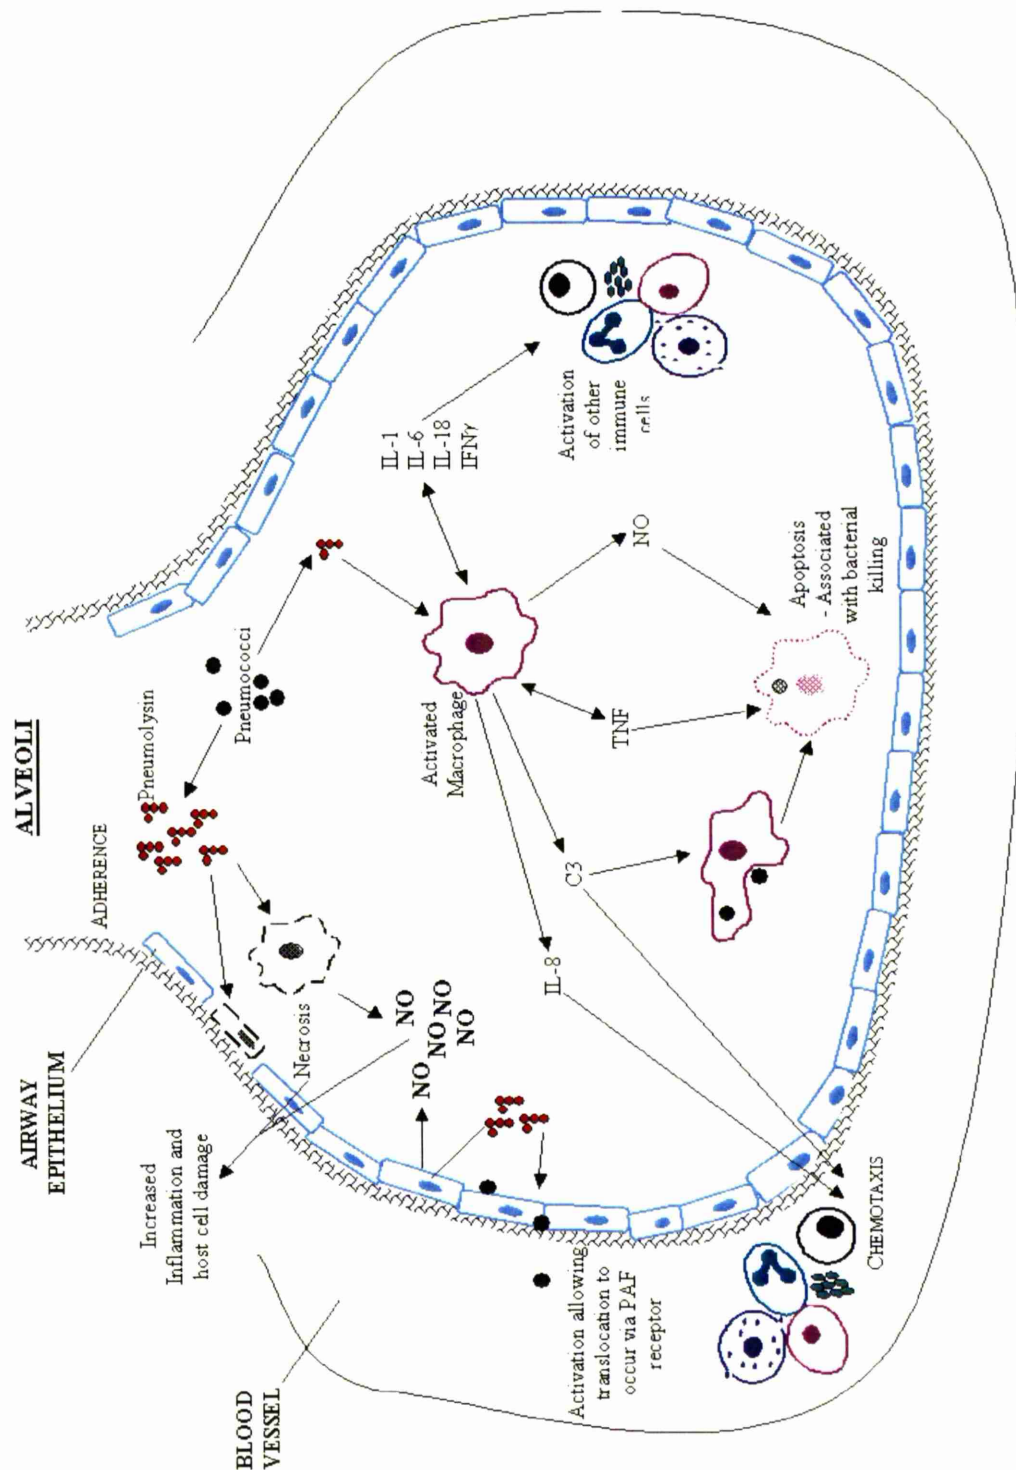 ALVEOLI
AIRWAY
EPITHELIUM
ADHERENCE
Pneumolysin
Pneumococci
BLOOD
VESSEL
Increased
Inflammation and
host cell damage
Necrosis
NO
NO
NO
NO
NO
Activated
Macrophage
IL-1
IL-6
IL-18
IFNγ
Activation
of other
immune
cells
IL-8
C3
TNF
NO
Activation allowing
translocation to
occur via PAF
receptor
Apoptosis
- Associated
with bacterial
killing
CHEMOTAXIS